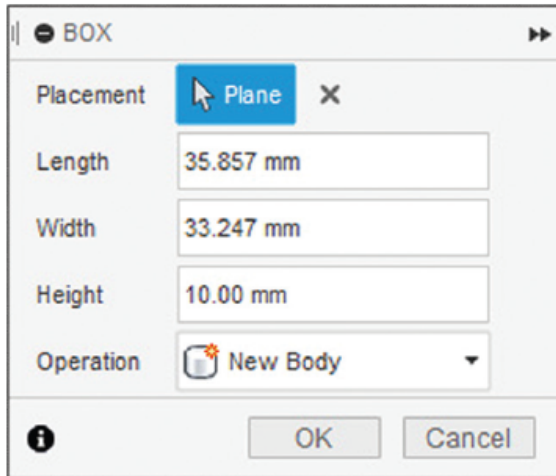 BOX
Placement Plane
Length 35.857 mm
Width 33.247 mm
Height 10.00 mm
Operation New Body
OK Cancel